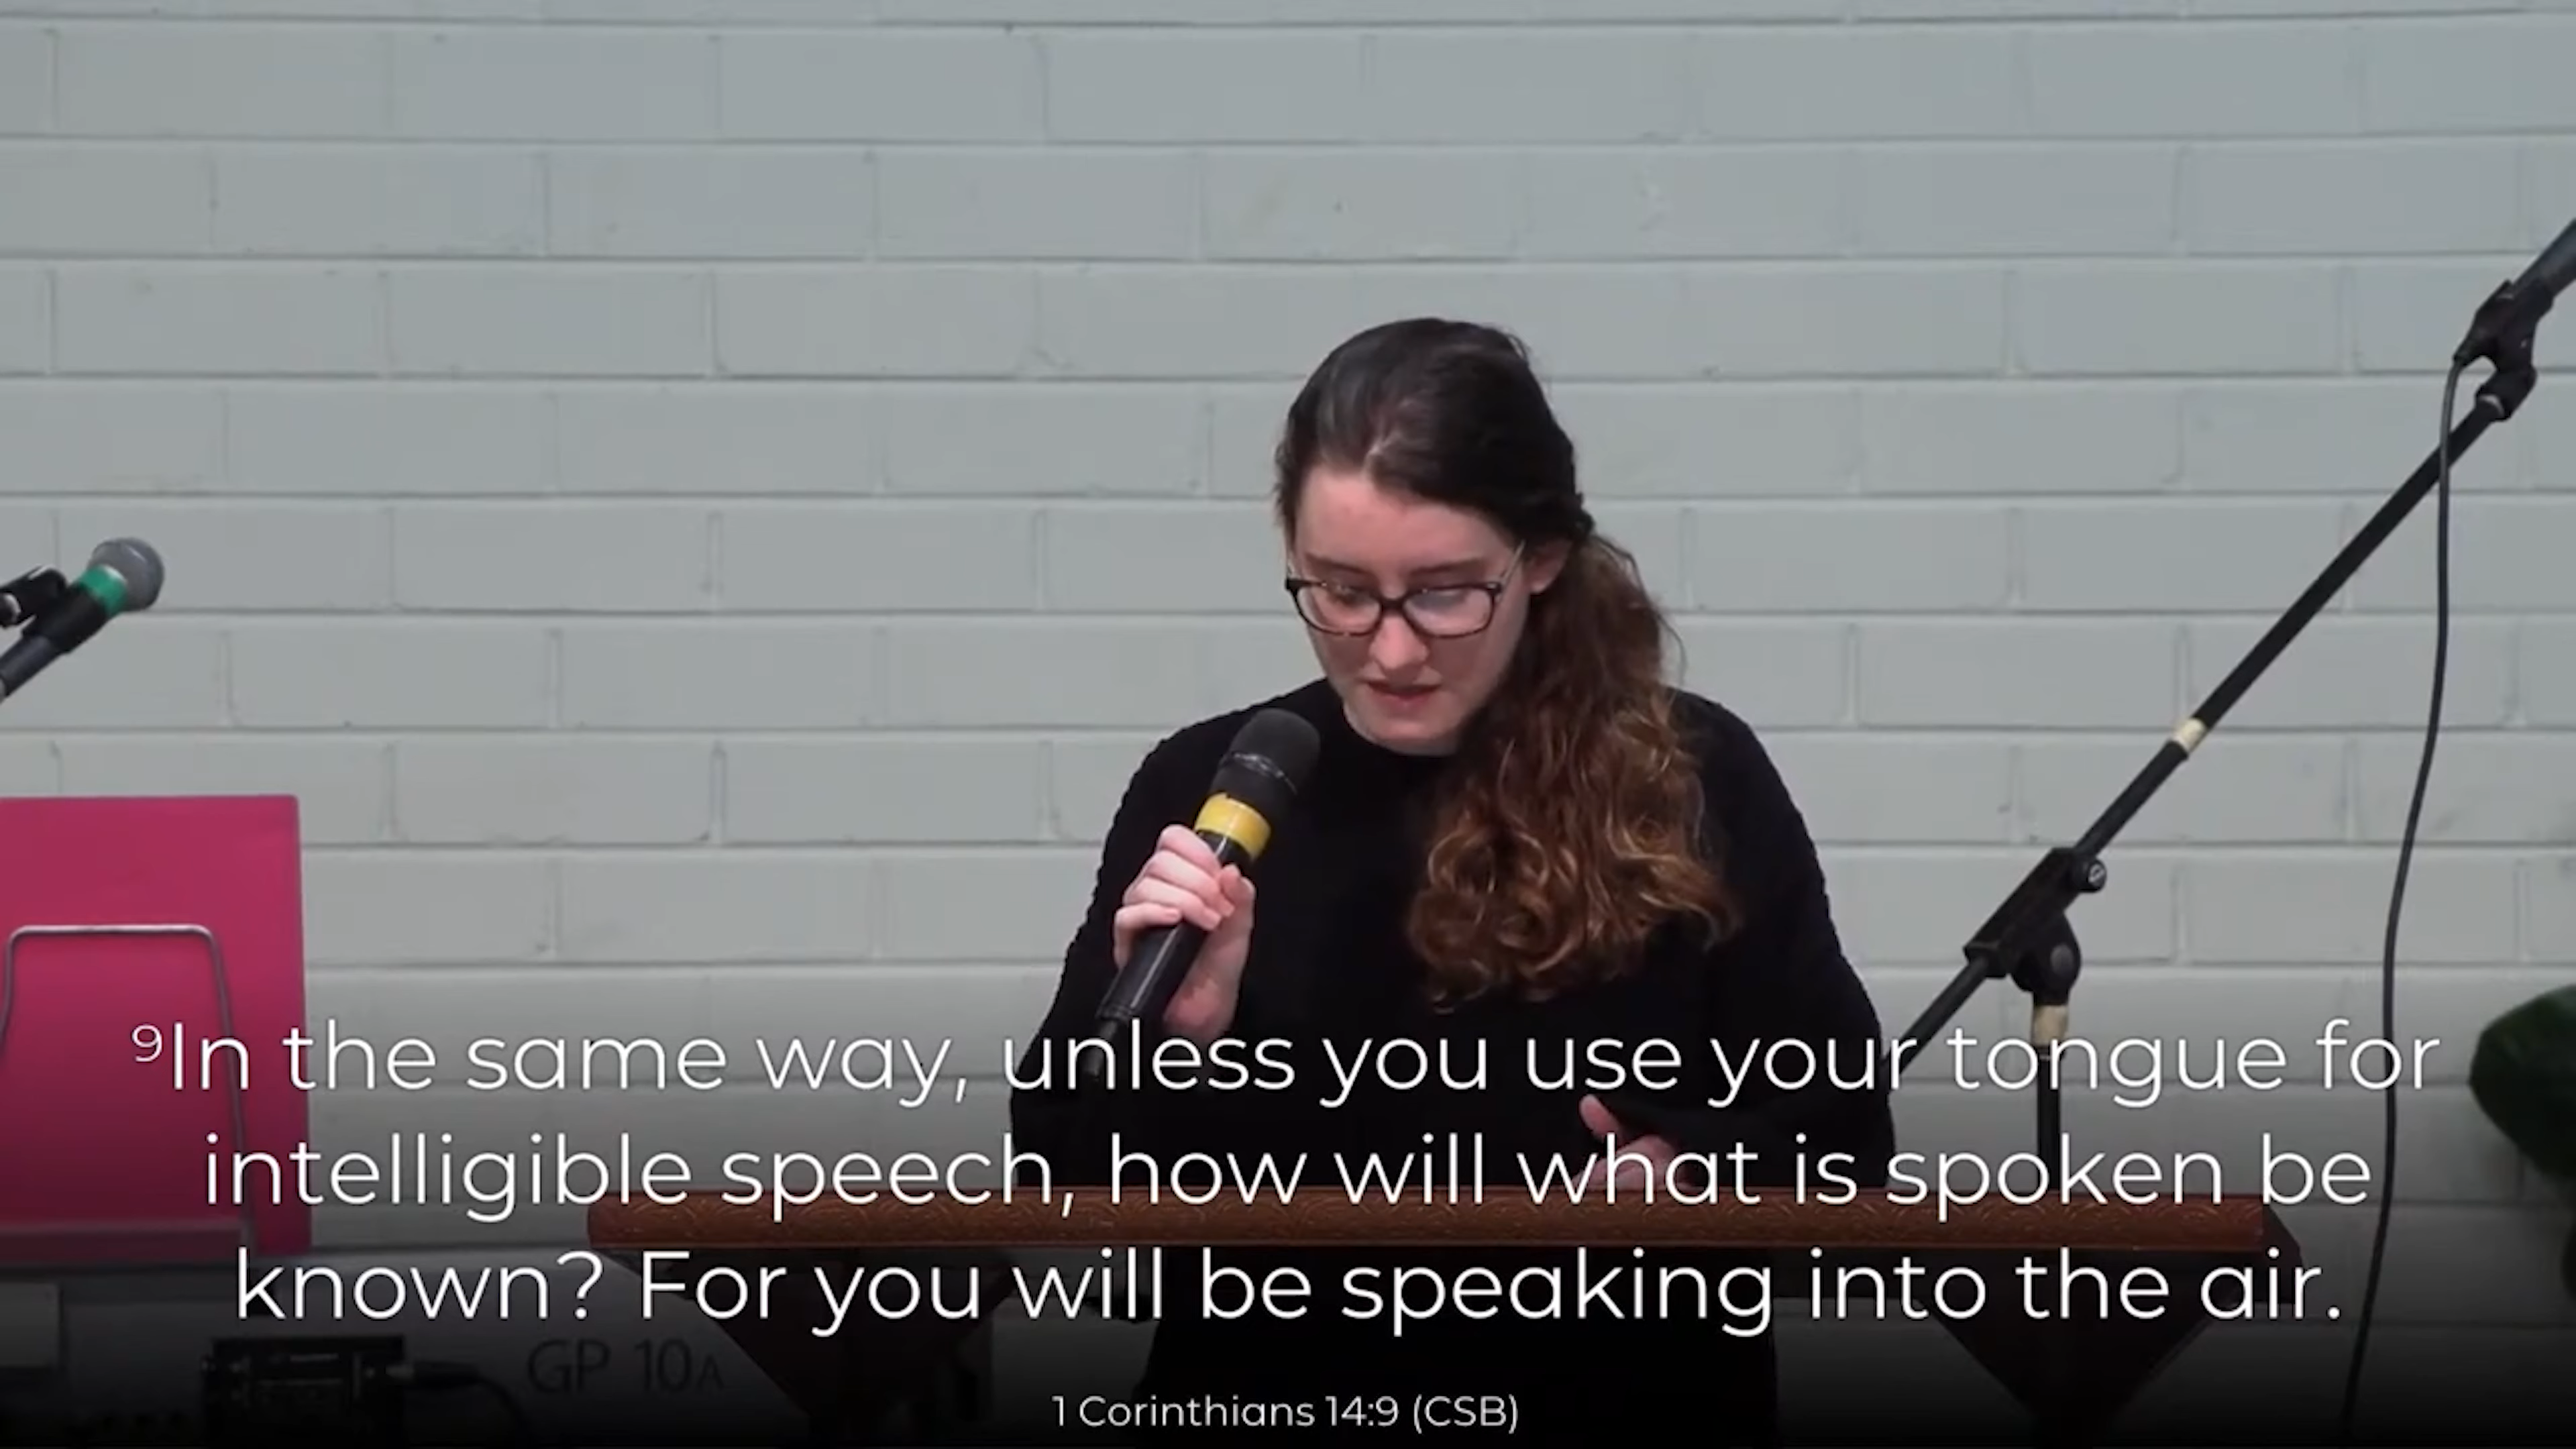 ⁹In the same way, unless you use your tongue for
intelligible speech, how will what is spoken be
known? For you will be speaking into the air.
GP 10A
1 Corinthians 14:9 (CSB)